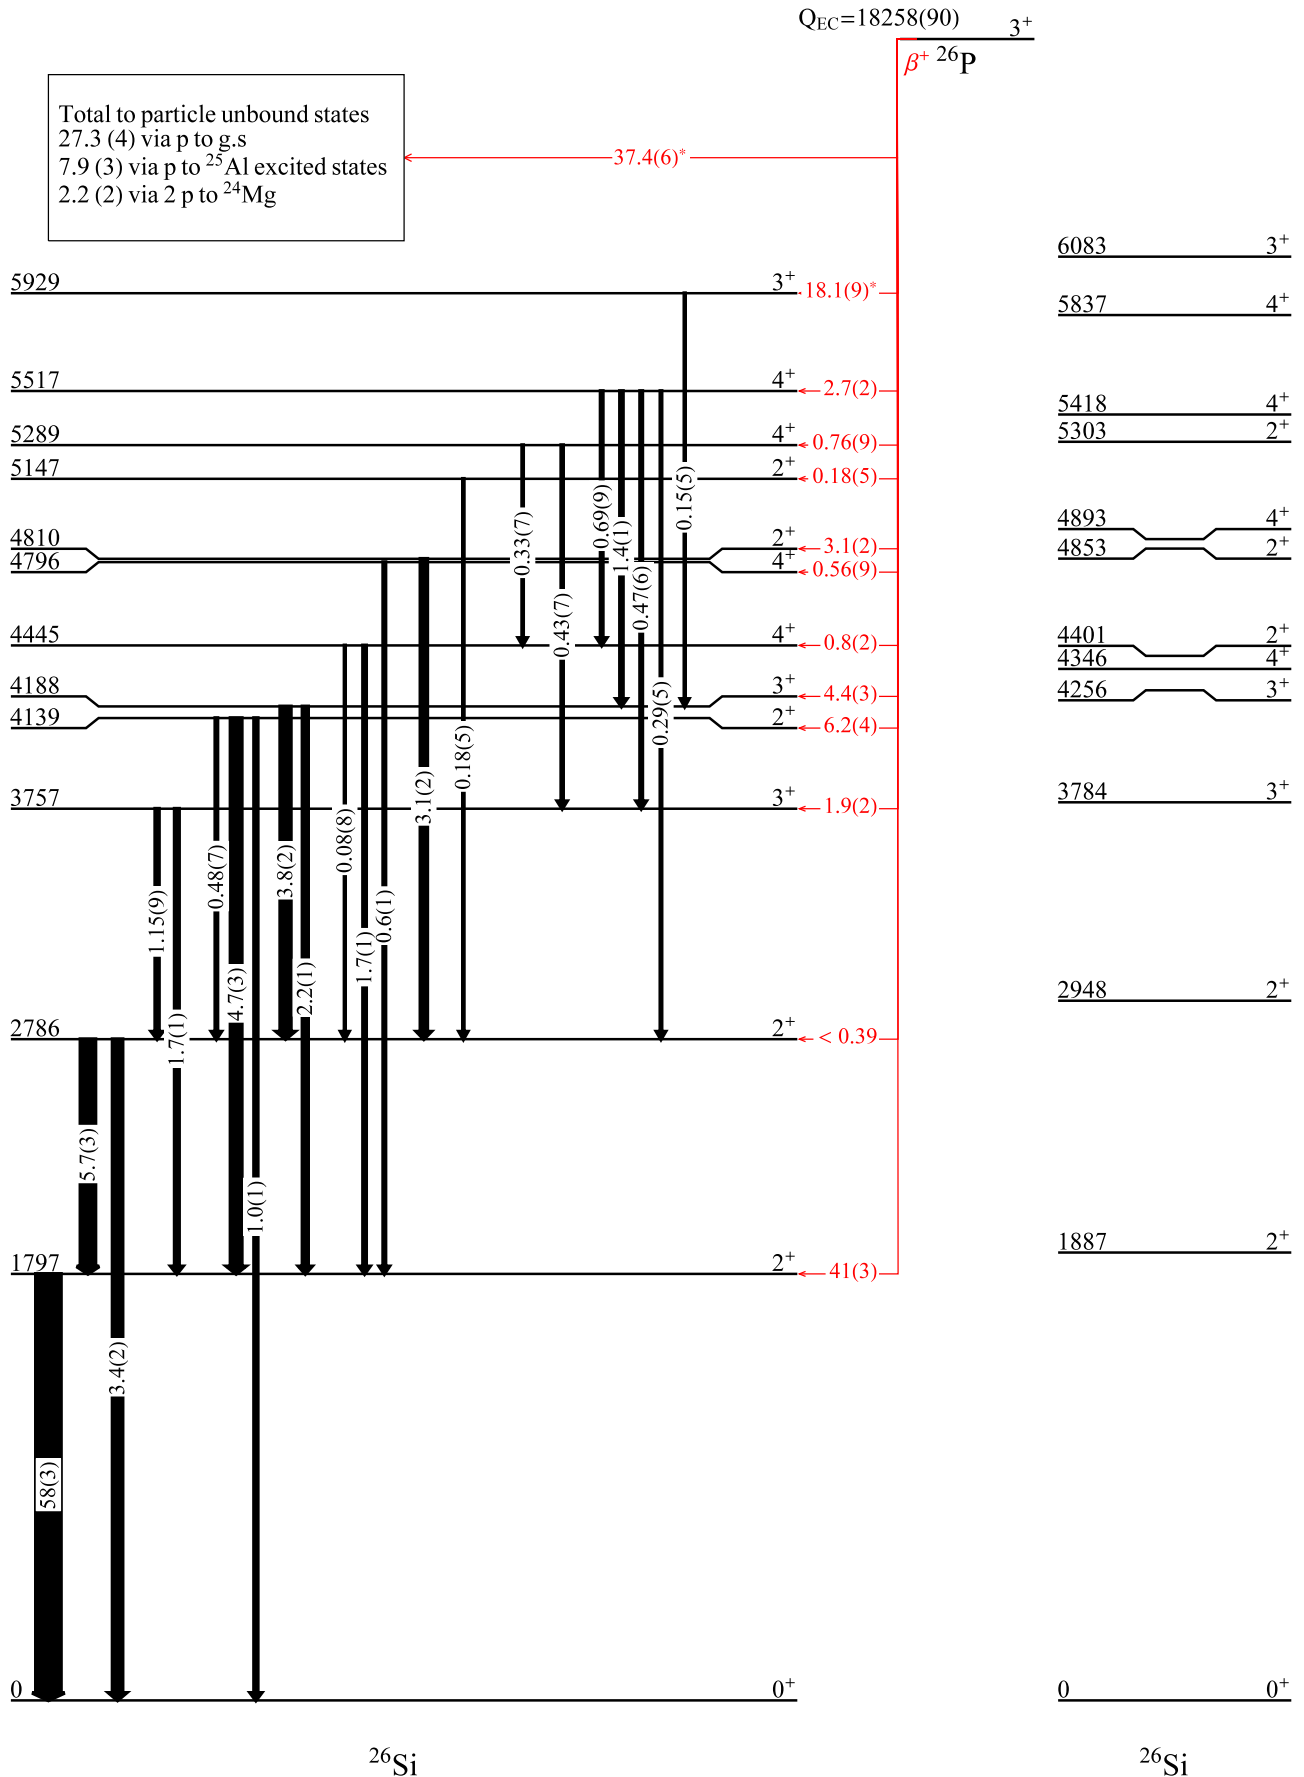 Q_EC=18258(90)
3⁺
β⁺ ²⁶P
Total to particle unbound states
27.3 (4) via p to g.s
7.9 (3) via p to ²⁵Al excited states
2.2 (2) via 2 p to ²⁴Mg
37.4(6)*
5929 3⁺ 18.1(9)*
5517 4⁺ 2.7(2)
5289 4⁺ 0.76(9)
5147 2⁺ 0.18(5)
4810 2⁺ 3.1(2)
4796 4⁺ 0.56(9)
4445 4⁺ 0.8(2)
4188 3⁺ 4.4(3)
4139 2⁺ 6.2(4)
3757 3⁺ 1.9(2)
2786 2⁺ < 0.39
1797 2⁺ 41(3)
0 0⁺
58(3)
5.7(3)
3.4(2)
1.15(9)
1.7(1)
0.48(7)
4.7(3)
1.0(1)
3.8(2)
2.2(1)
0.08(8)
1.7(1)
0.6(1)
3.1(2)
0.18(5)
0.33(7)
0.43(7)
0.69(9)
1.4(1)
0.47(6)
0.29(5)
0.15(5)
²⁶Si
6083 3⁺
5837 4⁺
5418 4⁺
5303 2⁺
4893 4⁺
4853 2⁺
4401 2⁺
4346 4⁺
4256 3⁺
3784 3⁺
2948 2⁺
1887 2⁺
0 0⁺
²⁶Si